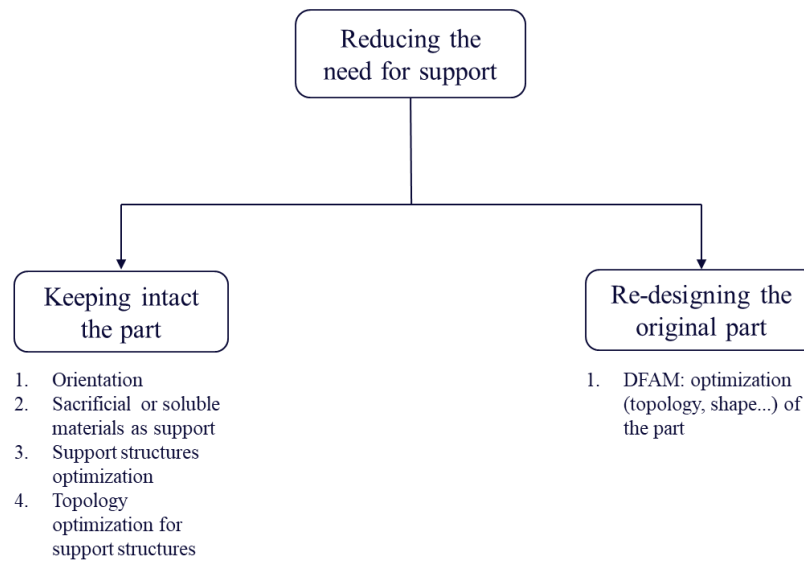 Reducing the
need for support
Keeping intact
the part
1. Orientation
2. Sacrificial or soluble
materials as support
3. Support structures
optimization
4. Topology
optimization for
support structures
Re-designing the
original part
1. DFAM: optimization
(topology, shape...) of
the part